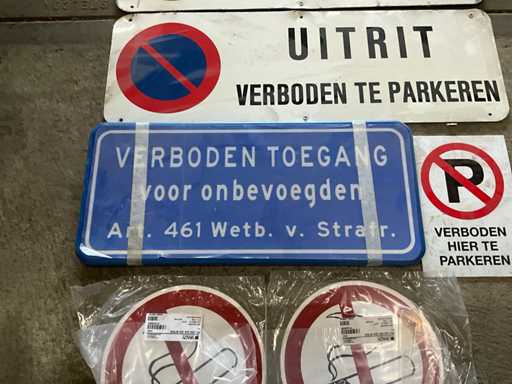 UITRIT
VERBODEN TE PARKEREN
VERBODEN TOEGANG
voor onbevoegden
Art. 461 Wetb. v. Strafr.
P
VERBODEN
HIER TE
PARKEREN